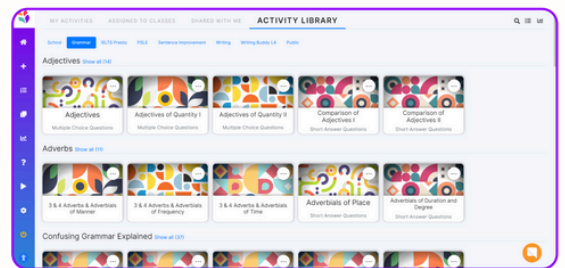 MY ACTIVITIES ASSIGNED TO CLASSES SHARED WITH ME ACTIVITY LIBRARY
School Grammar IELTS Presto PSLE Sentence Improvement Writing Writing Buddy LA Public
Adjectives Show all (14)
Adjectives
Multiple Choice Questions
Adjectives of Quantity I
Multiple Choice Questions
Adjectives of Quantity II
Multiple Choice Questions
Comparison of
Adjectives I
Short Answer Questions
Comparison of
Adjectives II
Short Answer Questions
Adverbs Show all (11)
3 & 4 Adverbs & Adverbials
of Manner
3 & 4 Adverbs & Adverbials
of Frequency
3 & 4 Adverbs & Adverbials
of Time
Adverbials of Place
Short Answer Questions
Adverbials of Duration and
Degree
Short Answer Questions
Confusing Grammar Explained Show all (37)